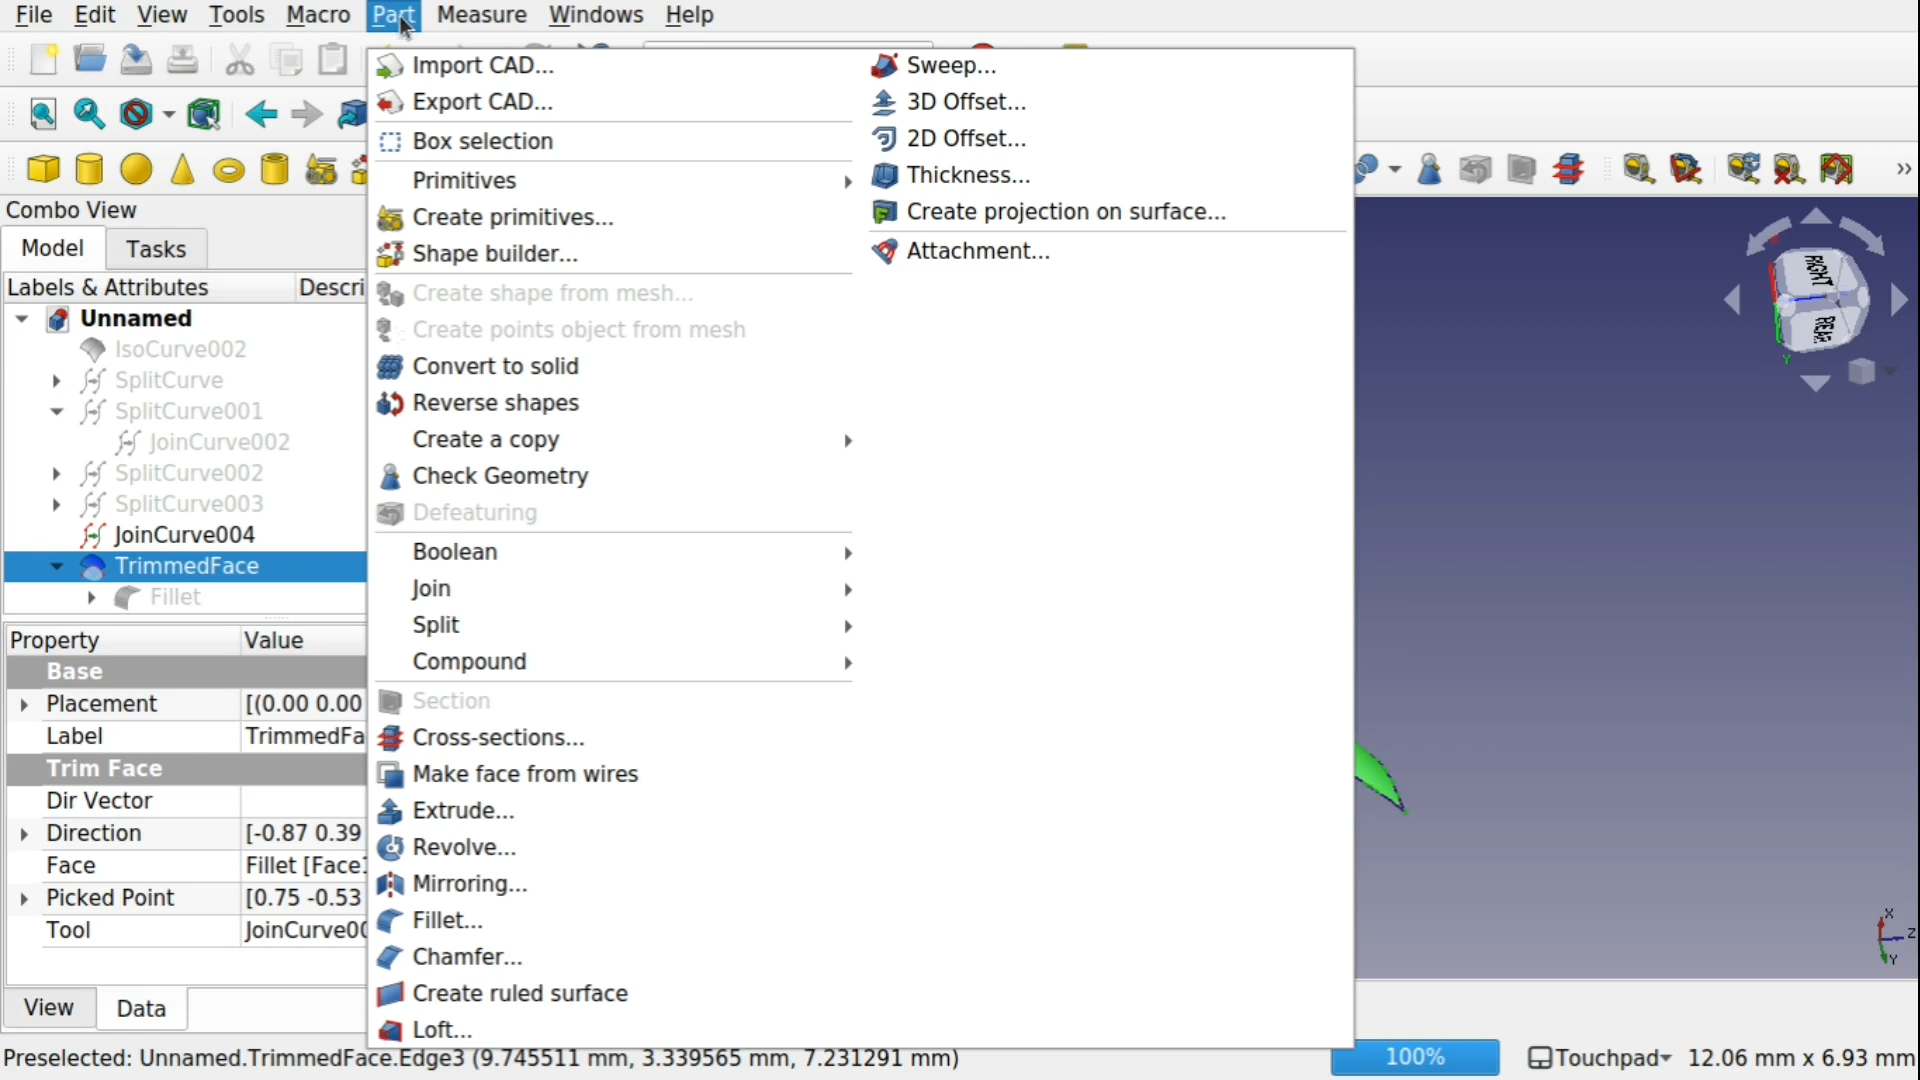 File Edit View Tools Macro Part Measure Windows Help
Import CAD...
Export CAD...
Box selection
Primitives
Create primitives...
Shape builder...
Create shape from mesh...
Create points object from mesh
Convert to solid
Reverse shapes
Create a copy
Check Geometry
Defeaturing
Boolean
Join
Split
Compound
Section
Cross-sections...
Make face from wires
Extrude...
Revolve...
Mirroring...
Fillet...
Chamfer...
Create ruled surface
Loft...
Sweep...
3D Offset...
2D Offset...
Thickness...
Create projection on surface...
Attachment...
Combo View
Model Tasks
Labels & Attributes Descri
Unnamed
IsoCurve002
SplitCurve
SplitCurve001
JoinCurve002
SplitCurve002
SplitCurve003
JoinCurve004
TrimmedFace
Fillet
Property Value
Base
Placement [(0.00 0.00
Label TrimmedFa
Trim Face
Dir Vector
Direction [-0.87 0.39
Face Fillet [Face
Picked Point [0.75 -0.53
Tool JoinCurve00
View Data
RIGHT
REAR
Y
X
Z
Y
Preselected: Unnamed.TrimmedFace.Edge3 (9.745511 mm, 3.339565 mm, 7.231291 mm)
100% Touchpad 12.06 mm x 6.93 mm